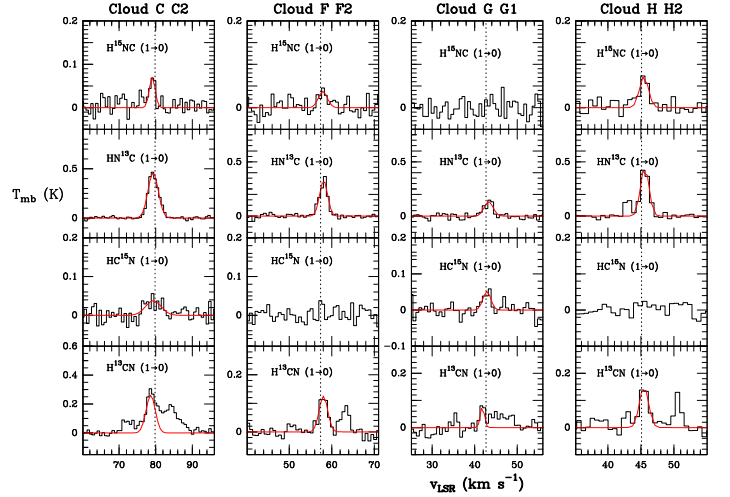 Cloud C C2 Cloud F F2 Cloud G G1 Cloud H H2
0.2 0.2 0.2
H¹⁵NC (1→0) H¹⁵NC (1→0) H¹⁵NC (1→0) H¹⁵NC (1→0)
0.1 0.1
0 0 0 0
HN¹³C (1→0) HN¹³C (1→0) HN¹³C (1→0) HN¹³C (1→0)
0.5 0.5 0.5 0.5
T_mb (K)
0 0 0 0
0.2 0.2 0.2
HC¹⁵N (1→0) HC¹⁵N (1→0) HC¹⁵N (1→0) HC¹⁵N (1→0)
0.1 0.1 0.1
0 0 0 0
0.6 −0.1
H¹³CN (1→0) H¹³CN (1→0) H¹³CN (1→0) H¹³CN (1→0)
0.4 0.2 0.2 0.2
0.2
0 0 0 0
70 80 90 50 60 70 30 40 50 40 45 50
v_LSR (km s⁻¹)